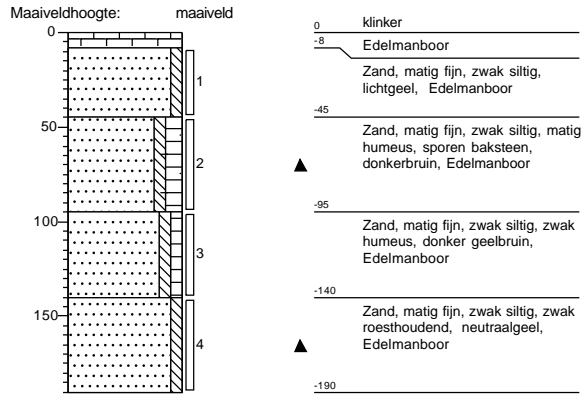 Maaiveldhoogte: maaiveld
0
50
100
150
1
2
3
4
0 klinker
-8 Edelmanboor
Zand, matig fijn, zwak siltig,
lichtgeel, Edelmanboor
-45
Zand, matig fijn, zwak siltig, matig
humeus, sporen baksteen,
donkerbruin, Edelmanboor
-95
Zand, matig fijn, zwak siltig, zwak
humeus, donker geelbruin,
Edelmanboor
-140
Zand, matig fijn, zwak siltig, zwak
roesthoudend, neutraalgeel,
Edelmanboor
-190